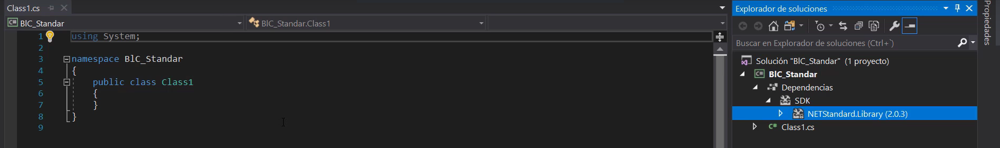 Class1.cs
BlC_Standar
BlC_Standar.Class1
1 using System;
2
3 namespace BlC_Standar
4 {
5 public class Class1
6 {
7 }
8 }
9
Explorador de soluciones
Buscar en Explorador de soluciones (Ctrl+`)
Solución "BlC_Standar" (1 proyecto)
C# BlC_Standar
Dependencias
SDK
NETStandard.Library (2.0.3)
C# Class1.cs
Propiedades